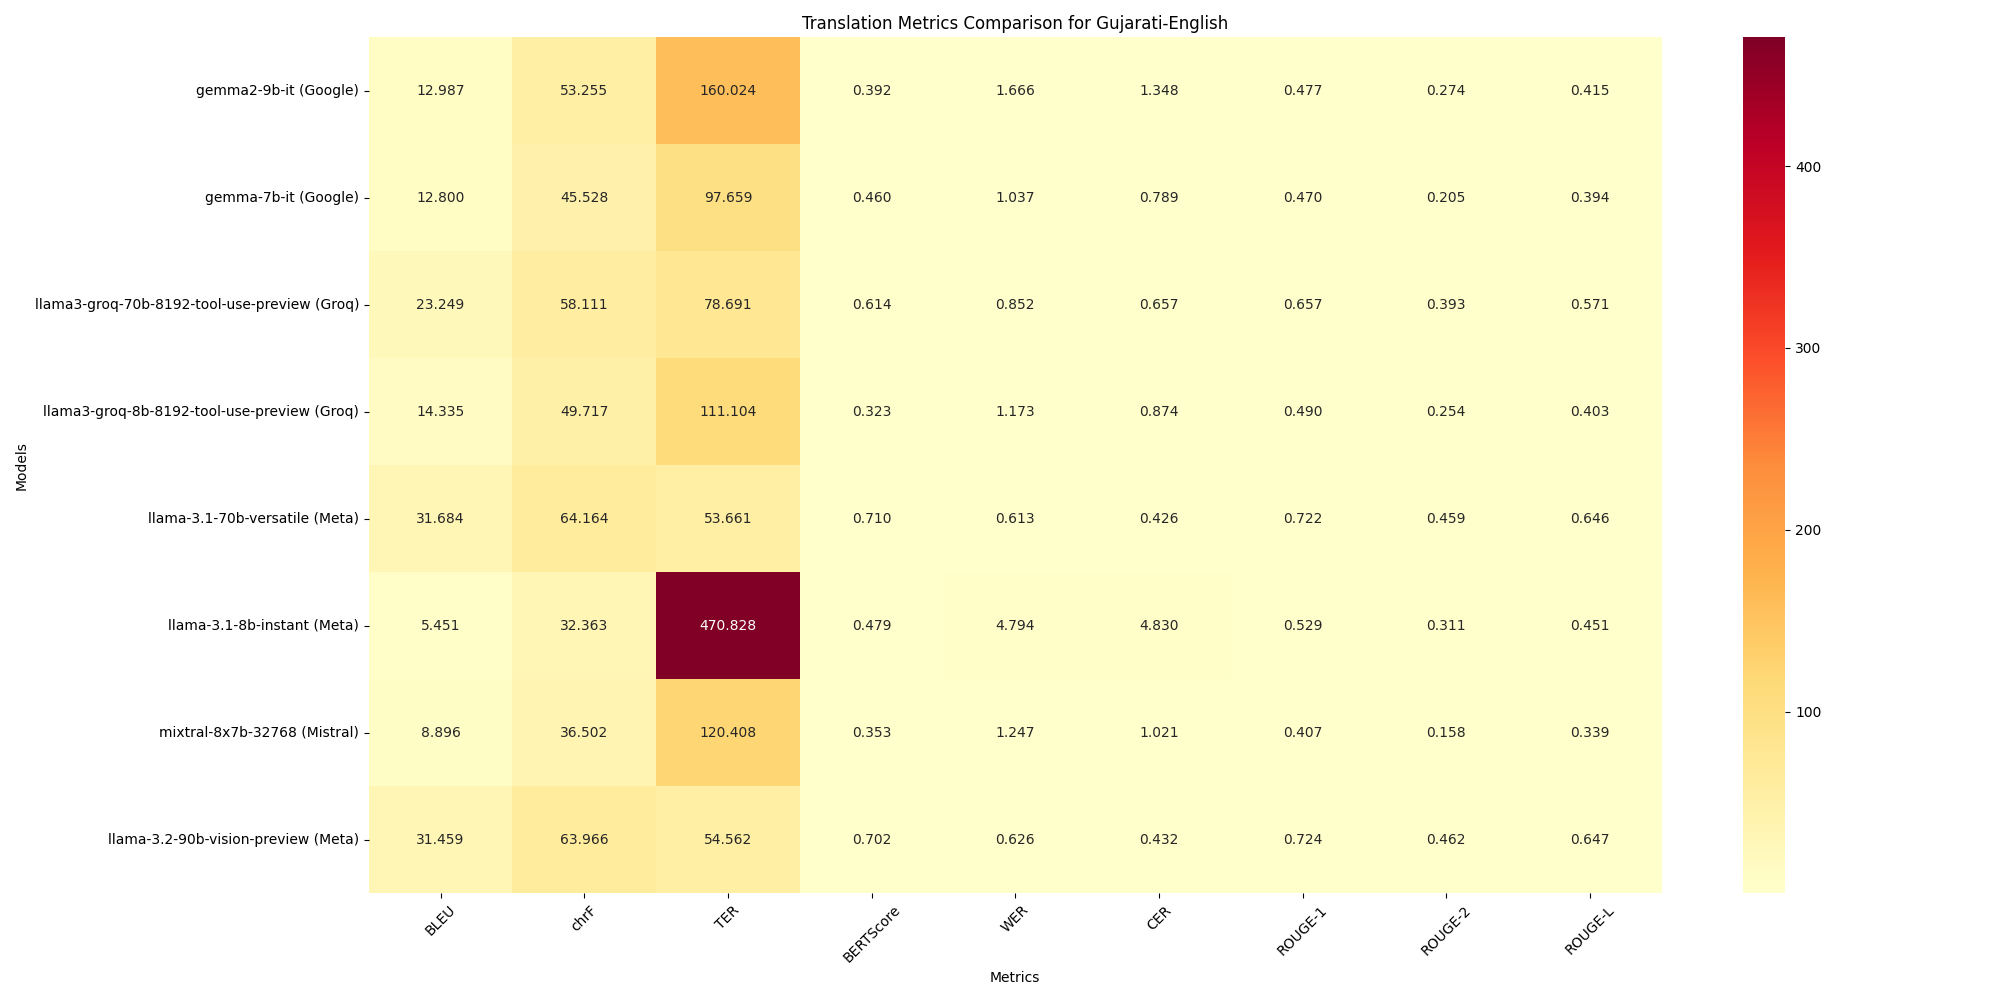 Translation Metrics Comparison for Gujarati-English
gemma2-9b-it (Google) 12.987 53.255 160.024 0.392 1.666 1.348 0.477 0.274 0.415
gemma-7b-it (Google) 12.800 45.528 97.659 0.460 1.037 0.789 0.470 0.205 0.394
llama3-groq-70b-8192-tool-use-preview (Groq) 23.249 58.111 78.691 0.614 0.852 0.657 0.657 0.393 0.571
llama3-groq-8b-8192-tool-use-preview (Groq) 14.335 49.717 111.104 0.323 1.173 0.874 0.490 0.254 0.403
llama-3.1-70b-versatile (Meta) 31.684 64.164 53.661 0.710 0.613 0.426 0.722 0.459 0.646
llama-3.1-8b-instant (Meta) 5.451 32.363 470.828 0.479 4.794 4.830 0.529 0.311 0.451
mixtral-8x7b-32768 (Mistral) 8.896 36.502 120.408 0.353 1.247 1.021 0.407 0.158 0.339
llama-3.2-90b-vision-preview (Meta) 31.459 63.966 54.562 0.702 0.626 0.432 0.724 0.462 0.647
BLEU chrF TER BERTScore WER CER ROUGE-1 ROUGE-2 ROUGE-L
Metrics
Models
400
300
200
100